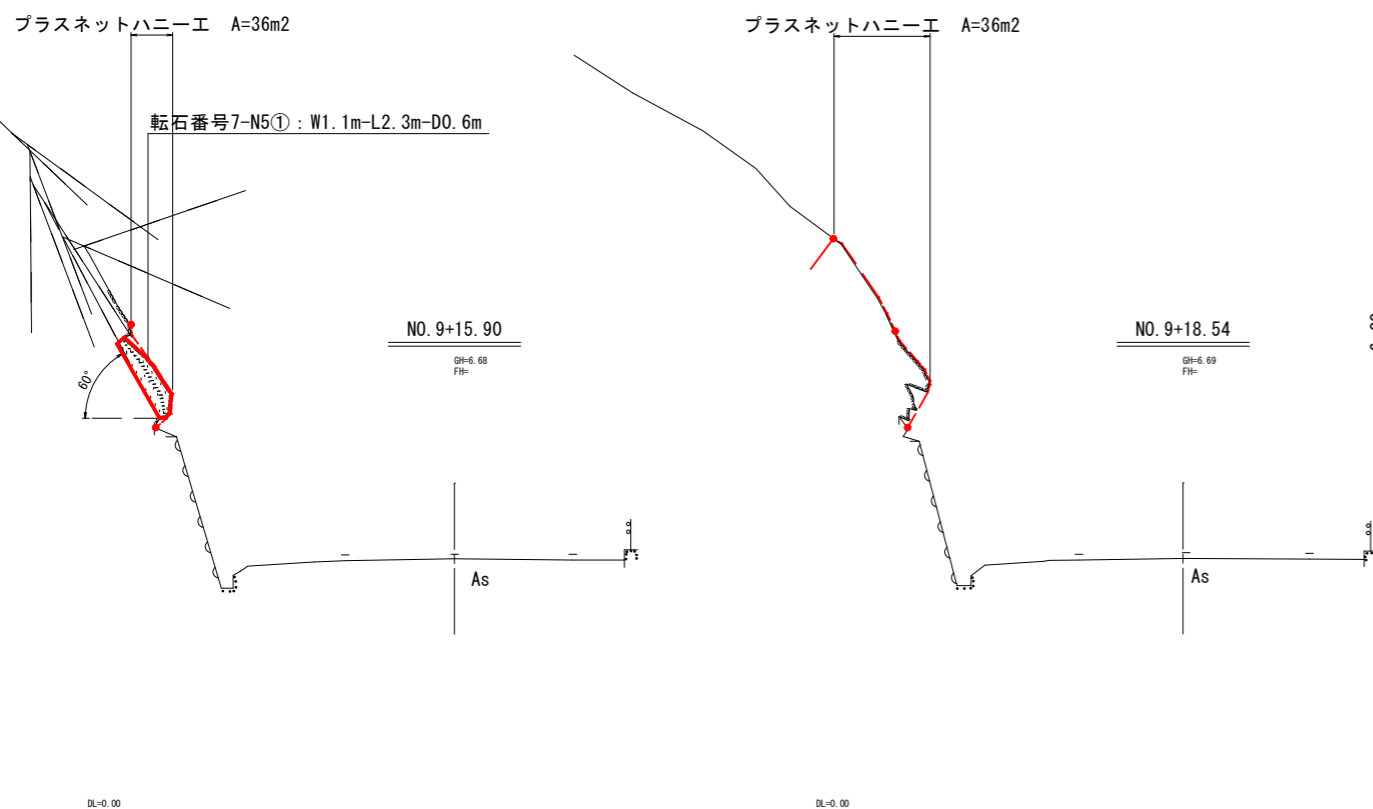 プラスネットハニー工 A=36m2
転石番号7-N5①：W1.1m-L2.3m-D0.6m
60°
NO.9+15.90
GH=6.68
FH=
As
DL=0.00
プラスネットハニー工 A=36m2
NO.9+18.54
GH=6.69
FH=
As
DL=0.00